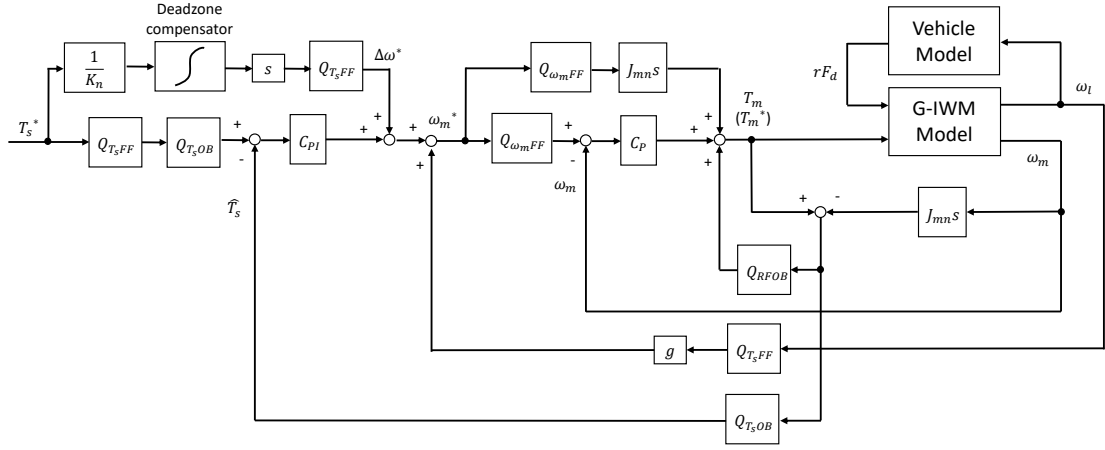 Deadzone
compensator
1
K_n
s
Q_{T_sFF}
Δω*
Q_{ω_mFF}
J_{mn}s
Vehicle
Model
rF_d
ω_l
T_s*
Q_{T_sFF}
Q_{T_sOB}
+
-
C_{PI}
+
+
+
+
ω_m*
Q_{ω_mFF}
+
-
ω_m
C_P
+
+
+
T_m
(T_m*)
G-IWM
Model
ω_m
T̂_s
+
-
J_{mn}s
Q_{RFOB}
g
Q_{T_sFF}
Q_{T_sOB}